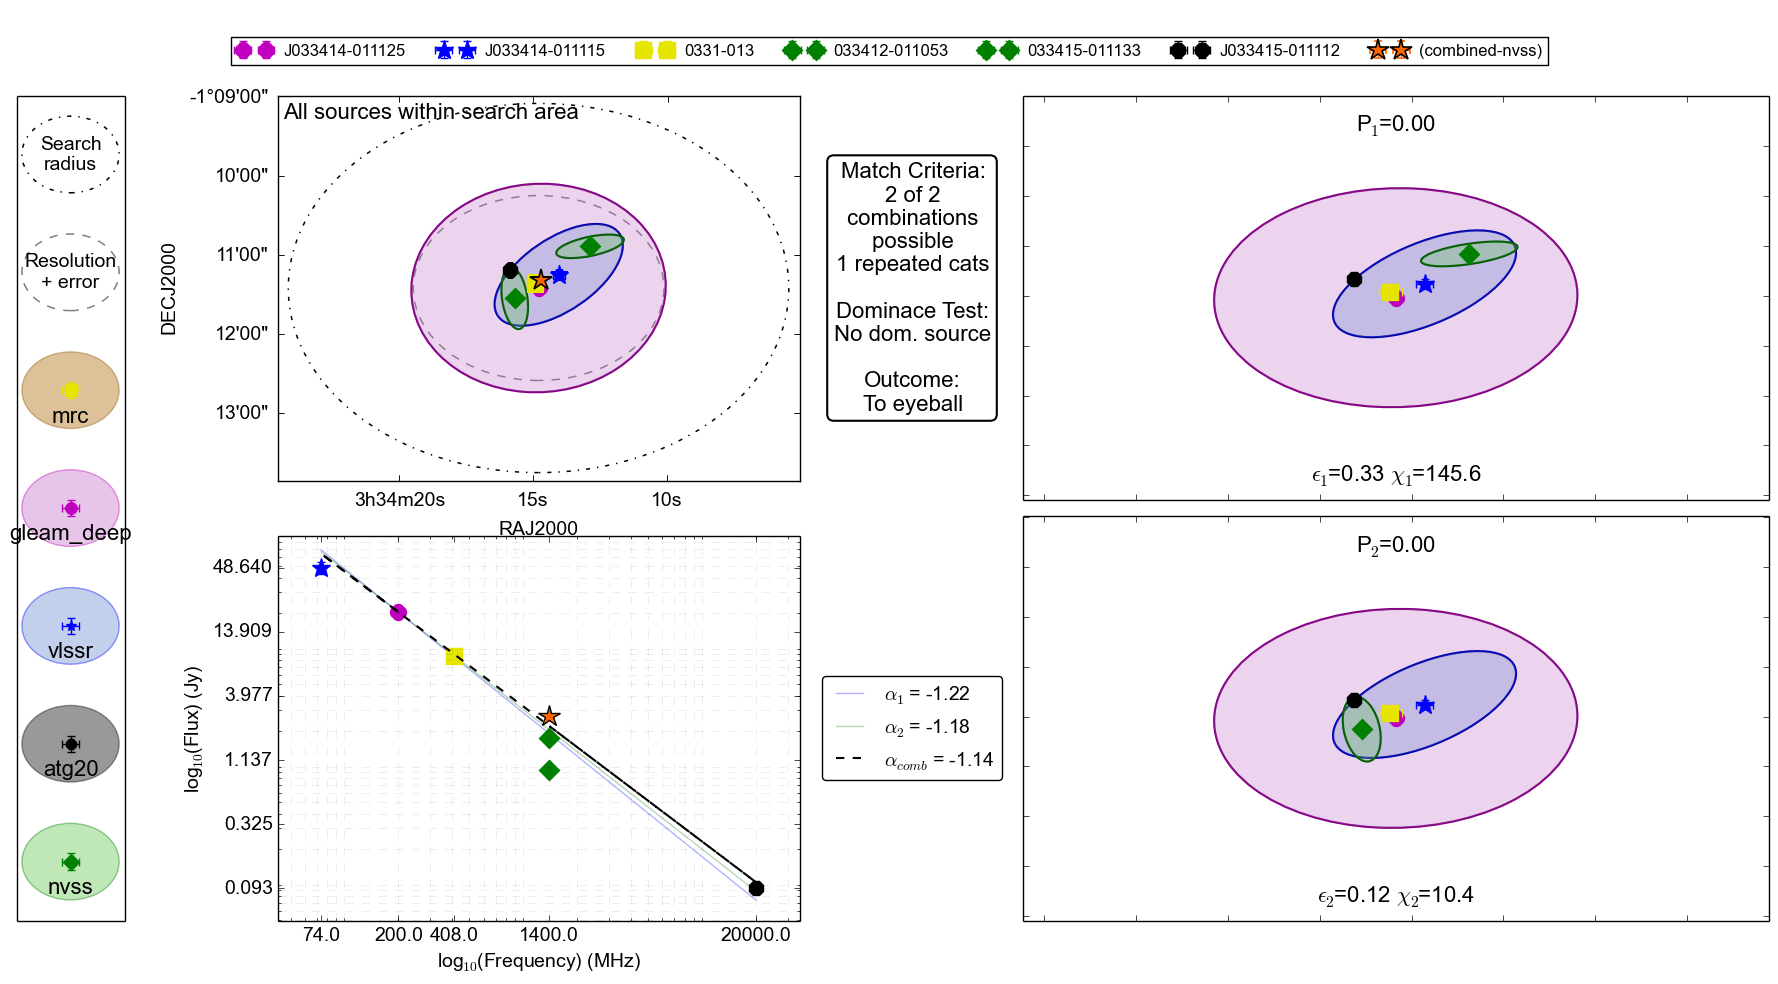 J033414-011125 J033414-011115 0331-013 033412-011053 033415-011133 J033415-011112 (combined-nvss)
Search
radius
Resolution
+ error
mrc
gleam_deep
vlssr
atg20
nvss
All sources within search area
-1°09'00"
10'00"
11'00"
12'00"
13'00"
DECJ2000
3h34m20s 15s 10s
RAJ2000
Match Criteria:
2 of 2
combinations
possible
1 repeated cats
Dominace Test:
No dom. source
Outcome:
To eyeball
P₁=0.00
ϵ₁=0.33 χ₁=145.6
48.640
13.909
3.977
1.137
0.325
0.093
log₁₀(Flux) (Jy)
74.0 200.0 408.0 1400.0 20000.0
log₁₀(Frequency) (MHz)
α₁ = -1.22
α₂ = -1.18
α_comb = -1.14
P₂=0.00
ϵ₂=0.12 χ₂=10.4